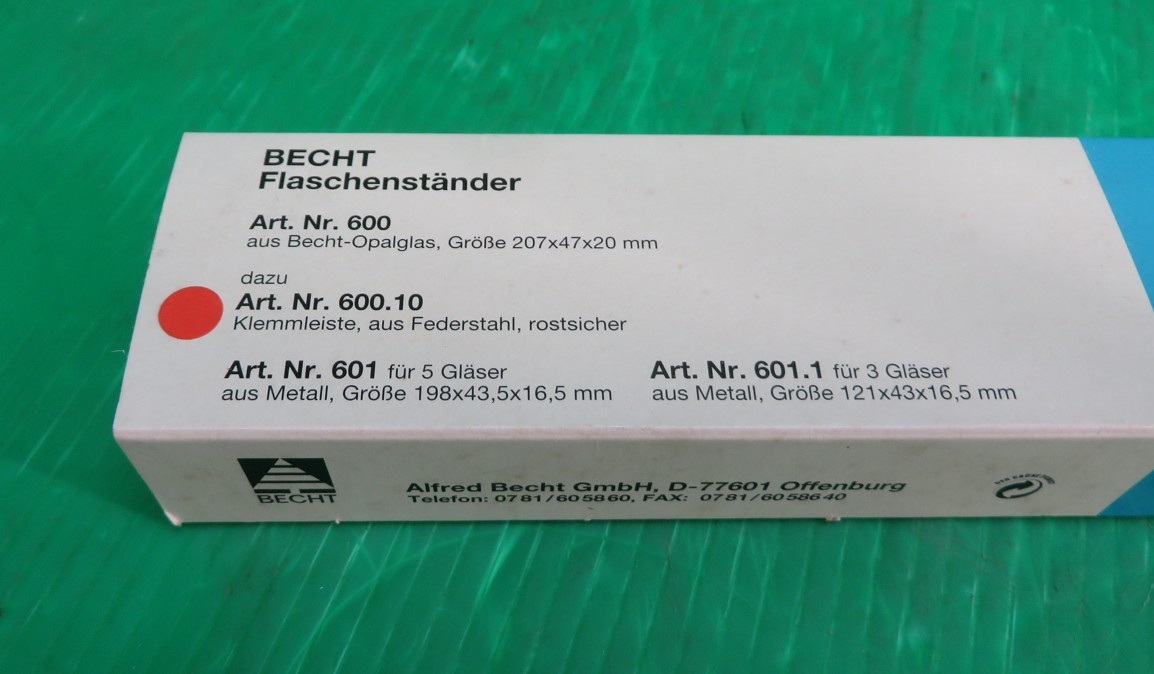 BECHT
Flaschenständer
Art. Nr. 600
aus Becht-Opalglas, Größe 207x47x20 mm
dazu
Art. Nr. 600.10
Klemmleiste, aus Federstahl, rostsicher
Art. Nr. 601 für 5 Gläser
aus Metall, Größe 198x43,5x16,5 mm
Art. Nr. 601.1 für 3 Gläser
aus Metall, Größe 121x43x16,5 mm
BECHT
Alfred Becht GmbH, D-77601 Offenburg
Telefon: 0781/605860, FAX: 0781/6058640
DER GRÜNE PUNKT